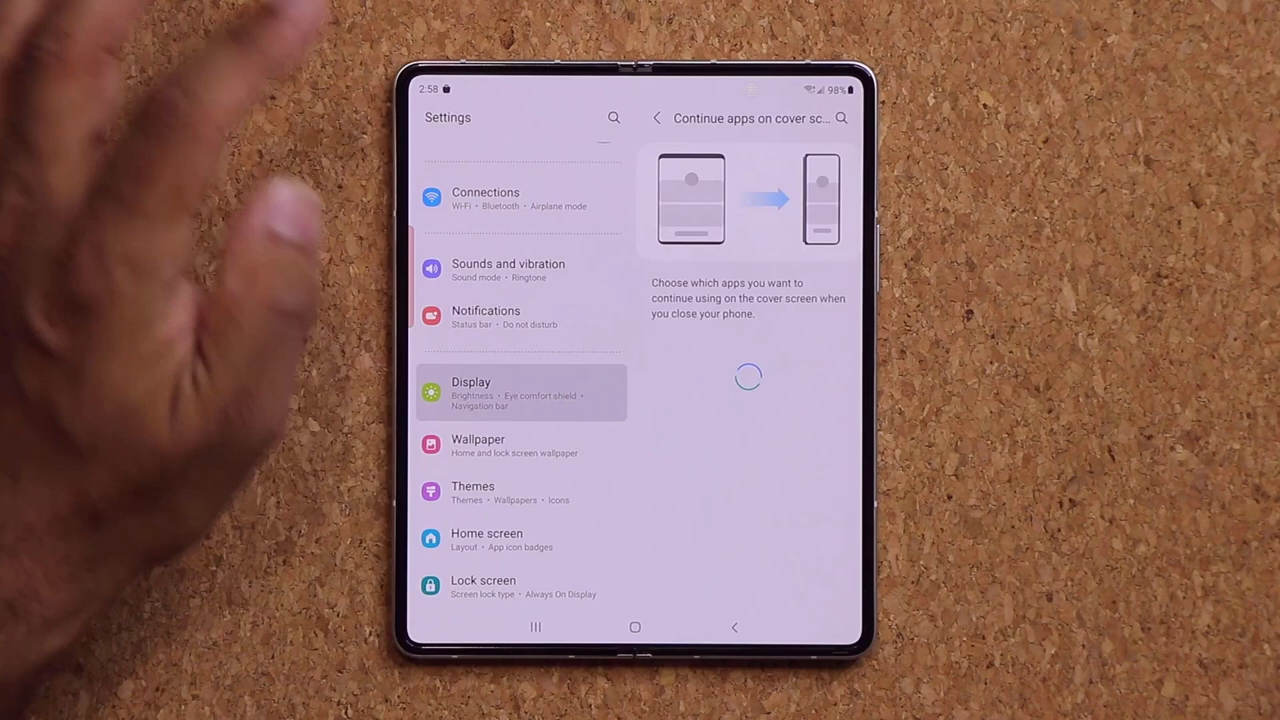 2:58
98%
Settings
Continue apps on cover sc...
Connections
Wi-Fi • Bluetooth • Airplane mode
Sounds and vibration
Sound mode • Ringtone
Notifications
Status bar • Do not disturb
Display
Brightness • Eye comfort shield •
Navigation bar
Wallpaper
Home and lock screen wallpaper
Themes
Themes • Wallpapers • Icons
Home screen
Layout • App icon badges
Lock screen
Screen lock type • Always On Display
Choose which apps you want to
continue using on the cover screen when
you close your phone.